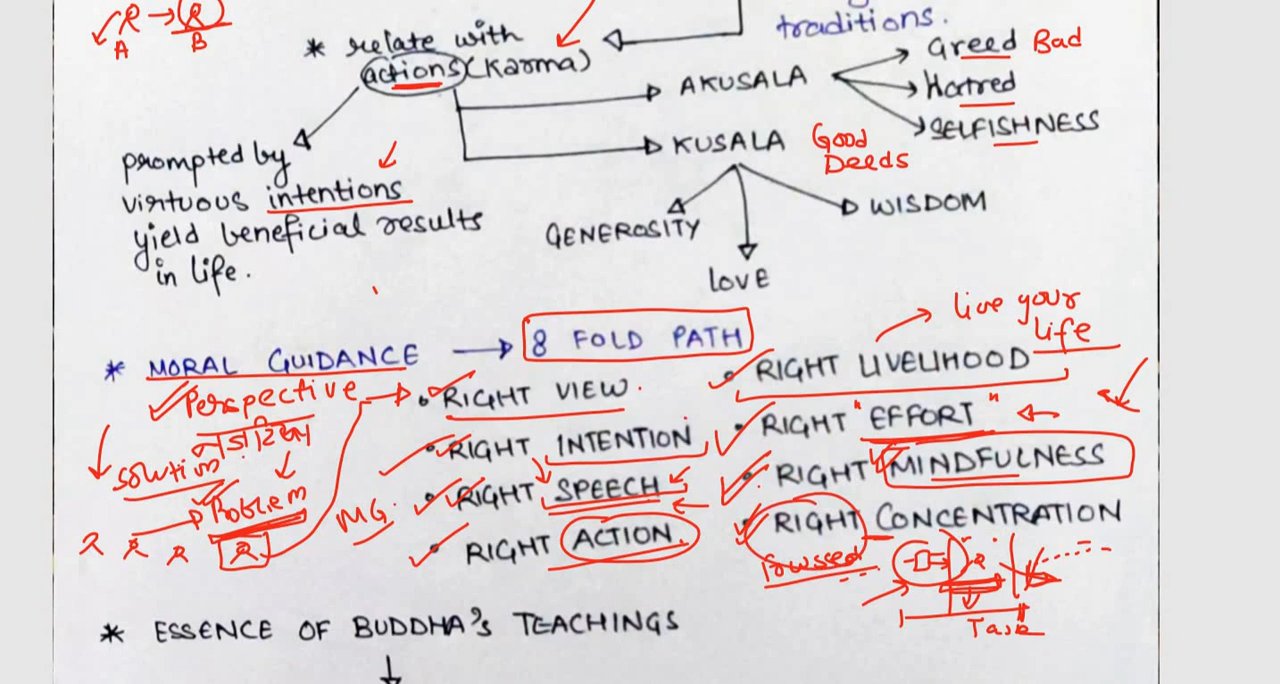 R → R
A B
* relate with
actions (Karma)
traditions.
AKUSALA
Greed Bad
Hatred
SELFISHNESS
KUSALA Good
Deeds
prompted by
virtuous intentions
yield beneficial results
in life.
GENEROSITY
LOVE
WISDOM
* MORAL GUIDANCE → 8 FOLD PATH
Perspective → • RIGHT VIEW.
नजरिया
solution
Problem
R R R R
MG.
• RIGHT INTENTION
• RIGHT SPEECH
• RIGHT ACTION
• RIGHT LIVELIHOOD
live your
life
• RIGHT "EFFORT"
• RIGHT MINDFULNESS
• RIGHT CONCENTRATION
Focussed
Task
* ESSENCE OF BUDDHA'S TEACHINGS